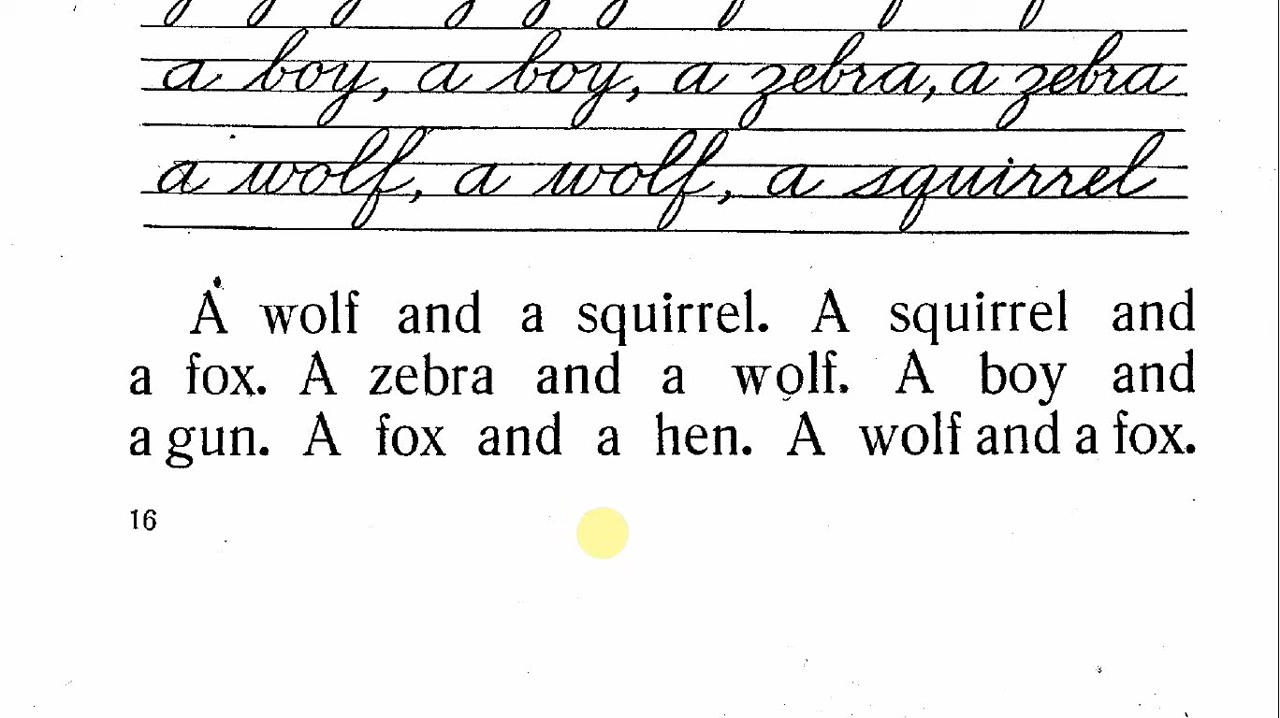 a boy, a boy, a zebra, a zebra
a wolf, a wolf, a squirrel
A wolf and a squirrel. A squirrel and
a fox. A zebra and a wolf. A boy and
a gun. A fox and a hen. A wolf and a fox.
16